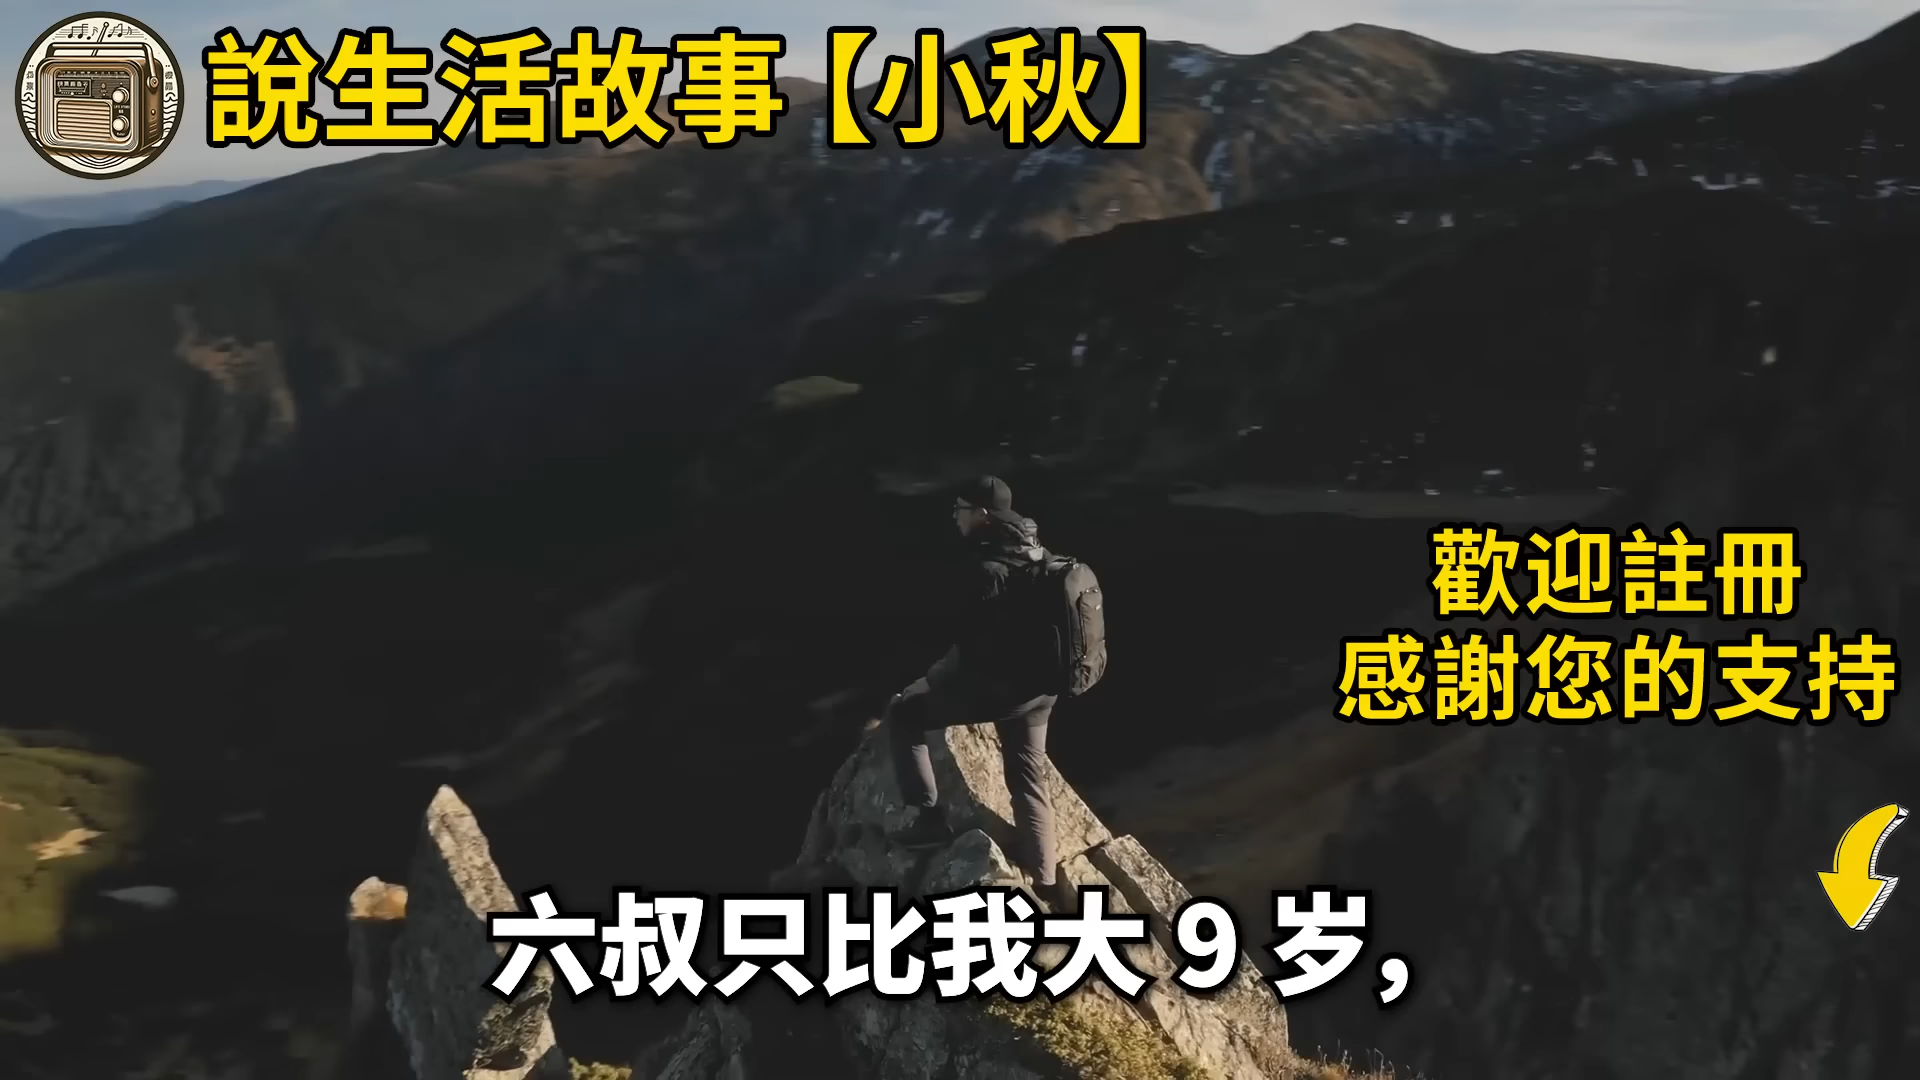 說生活故事【小秋】
歡迎註冊
感謝您的支持
六叔只比我大 9 岁，